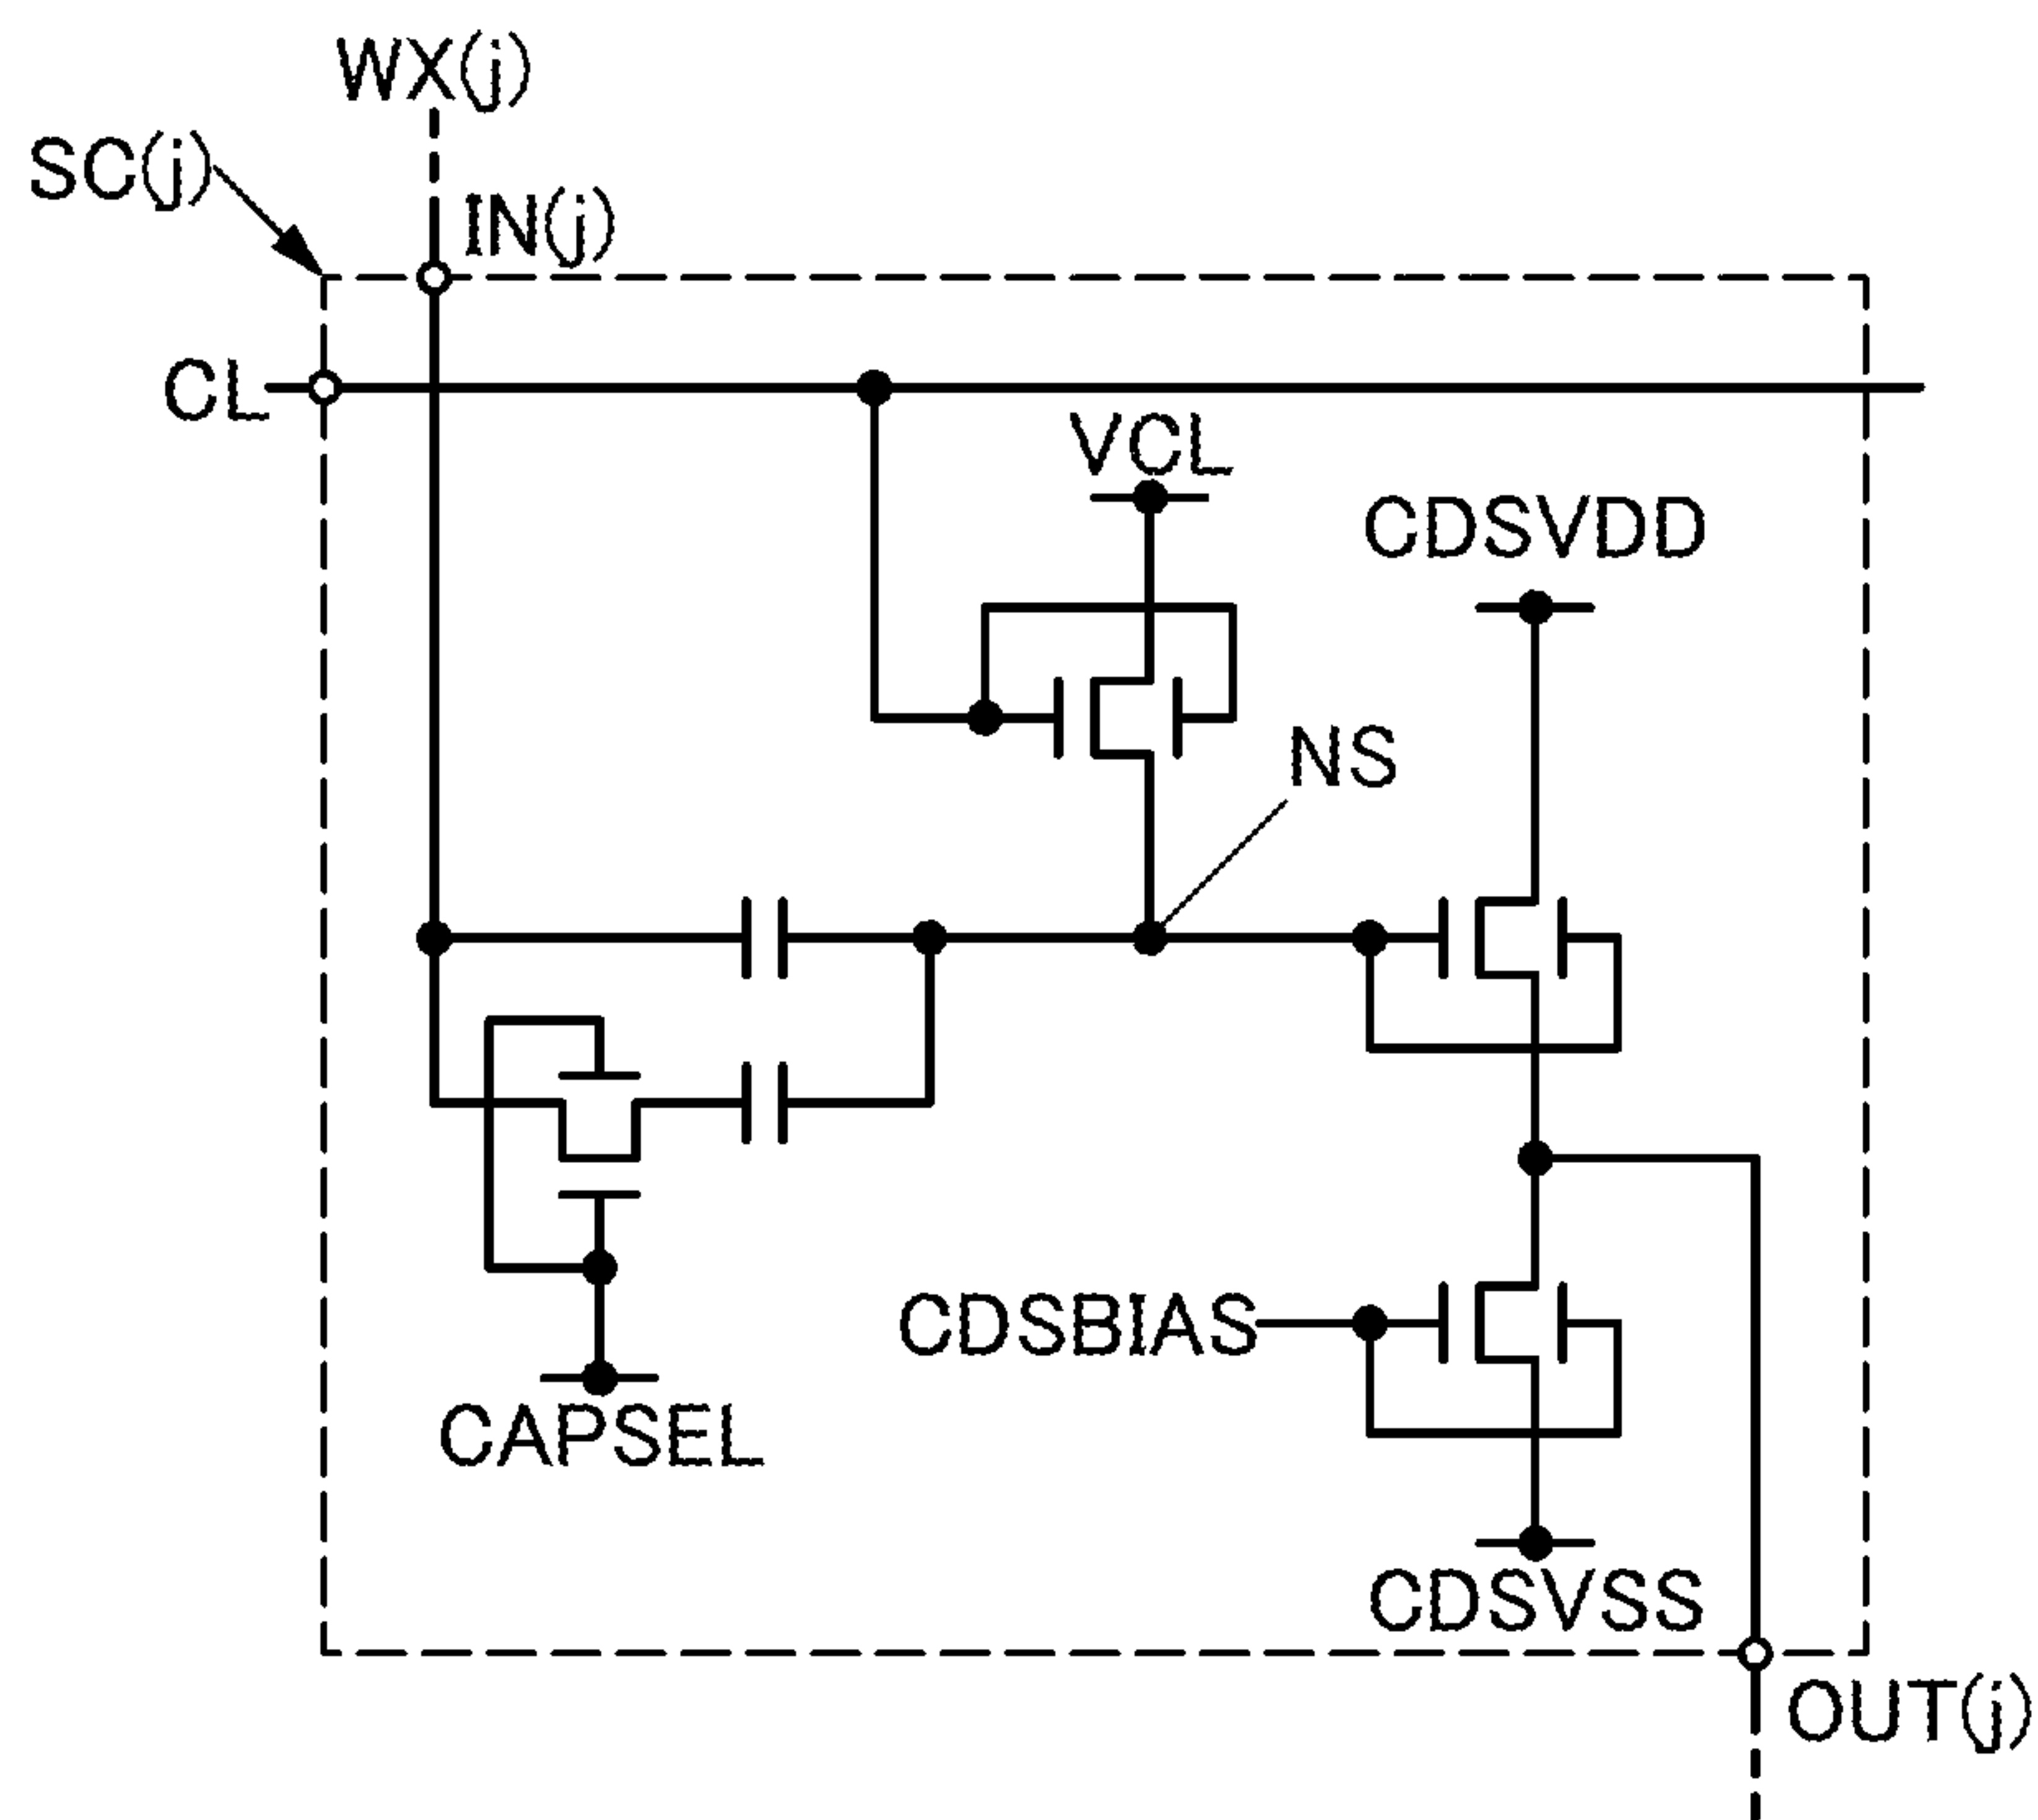 WX(j)
SC(j)
IN(j)
CL
VCL
CDSVDD
NS
CDSBIAS
CAPSEL
CDSVSS
OUT(j)